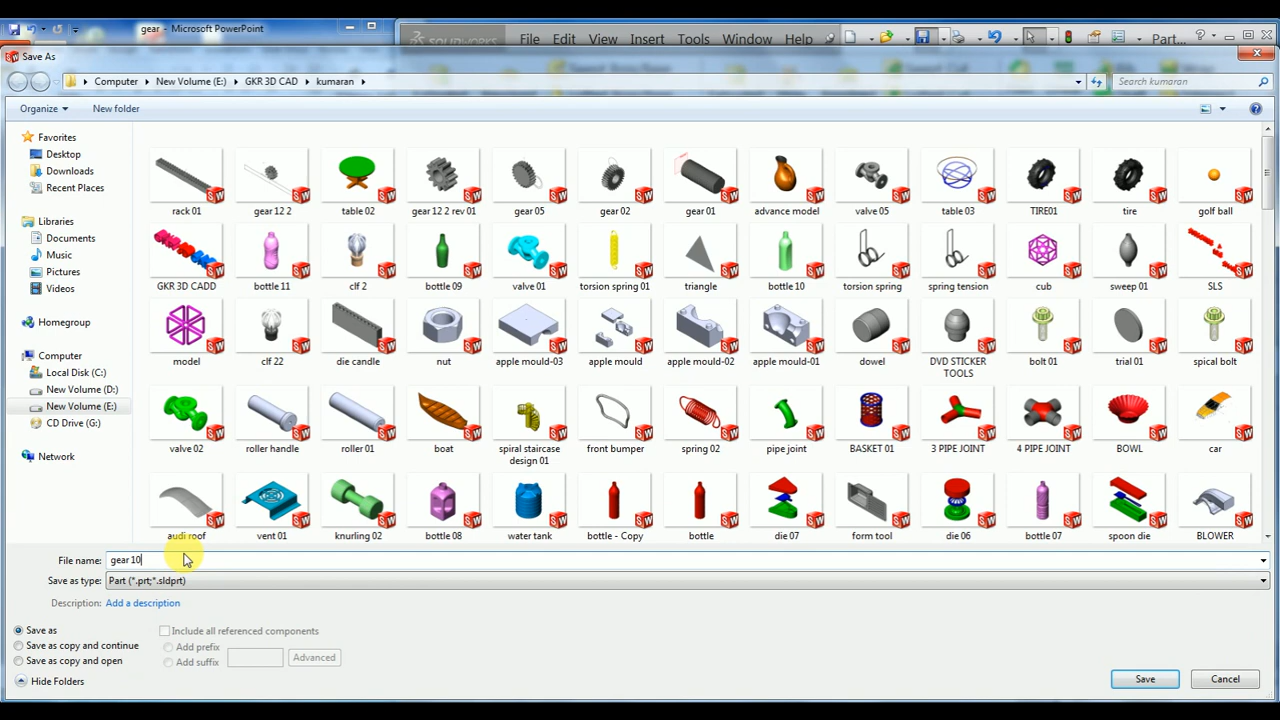 gear - Microsoft PowerPoint
SOLIDWORKS File Edit View Insert Tools Window Help Part...
Save As
Computer New Volume (E:) GKR 3D CAD kumaran Search kumaran
Organize New folder
Favorites
Desktop
Downloads
Recent Places
Libraries
Documents
Music
Pictures
Videos
Homegroup
Computer
Local Disk (C:)
New Volume (D:)
New Volume (E:)
CD Drive (G:)
Network
rack 01 gear 12 2 table 02 gear 12 2 rev 01 gear 05 gear 02 gear 01 advance model valve 05 table 03 TIRE01 tire golf ball
GKR 3D CADD bottle 11 clf 2 bottle 09 valve 01 torsion spring 01 triangle bottle 10 torsion spring spring tension cub sweep 01 SLS
model clf 22 die candle nut apple mould-03 apple mould apple mould-02 apple mould-01 dowel DVD STICKER TOOLS bolt 01 trial 01 spical bolt
valve 02 roller handle roller 01 boat spiral staircase design 01 front bumper spring 02 pipe joint BASKET 01 3 PIPE JOINT 4 PIPE JOINT BOWL car
audi roof vent 01 knurling 02 bottle 08 water tank bottle - Copy bottle die 07 form tool die 06 bottle 07 spoon die BLOWER
File name: gear 10
Save as type: Part (*.prt;*.sldprt)
Description: Add a description
Save as Include all referenced components
Save as copy and continue Add prefix
Save as copy and open Add suffix Advanced
Hide Folders Save Cancel